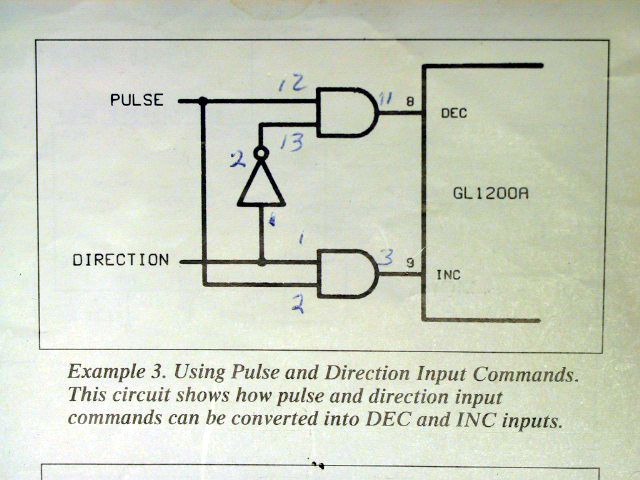 12
PULSE
11
8
DEC
13
2
GL1200A
1
1
DIRECTION
3
9
INC
2
Example 3. Using Pulse and Direction Input Commands.
This circuit shows how pulse and direction input
commands can be converted into DEC and INC inputs.